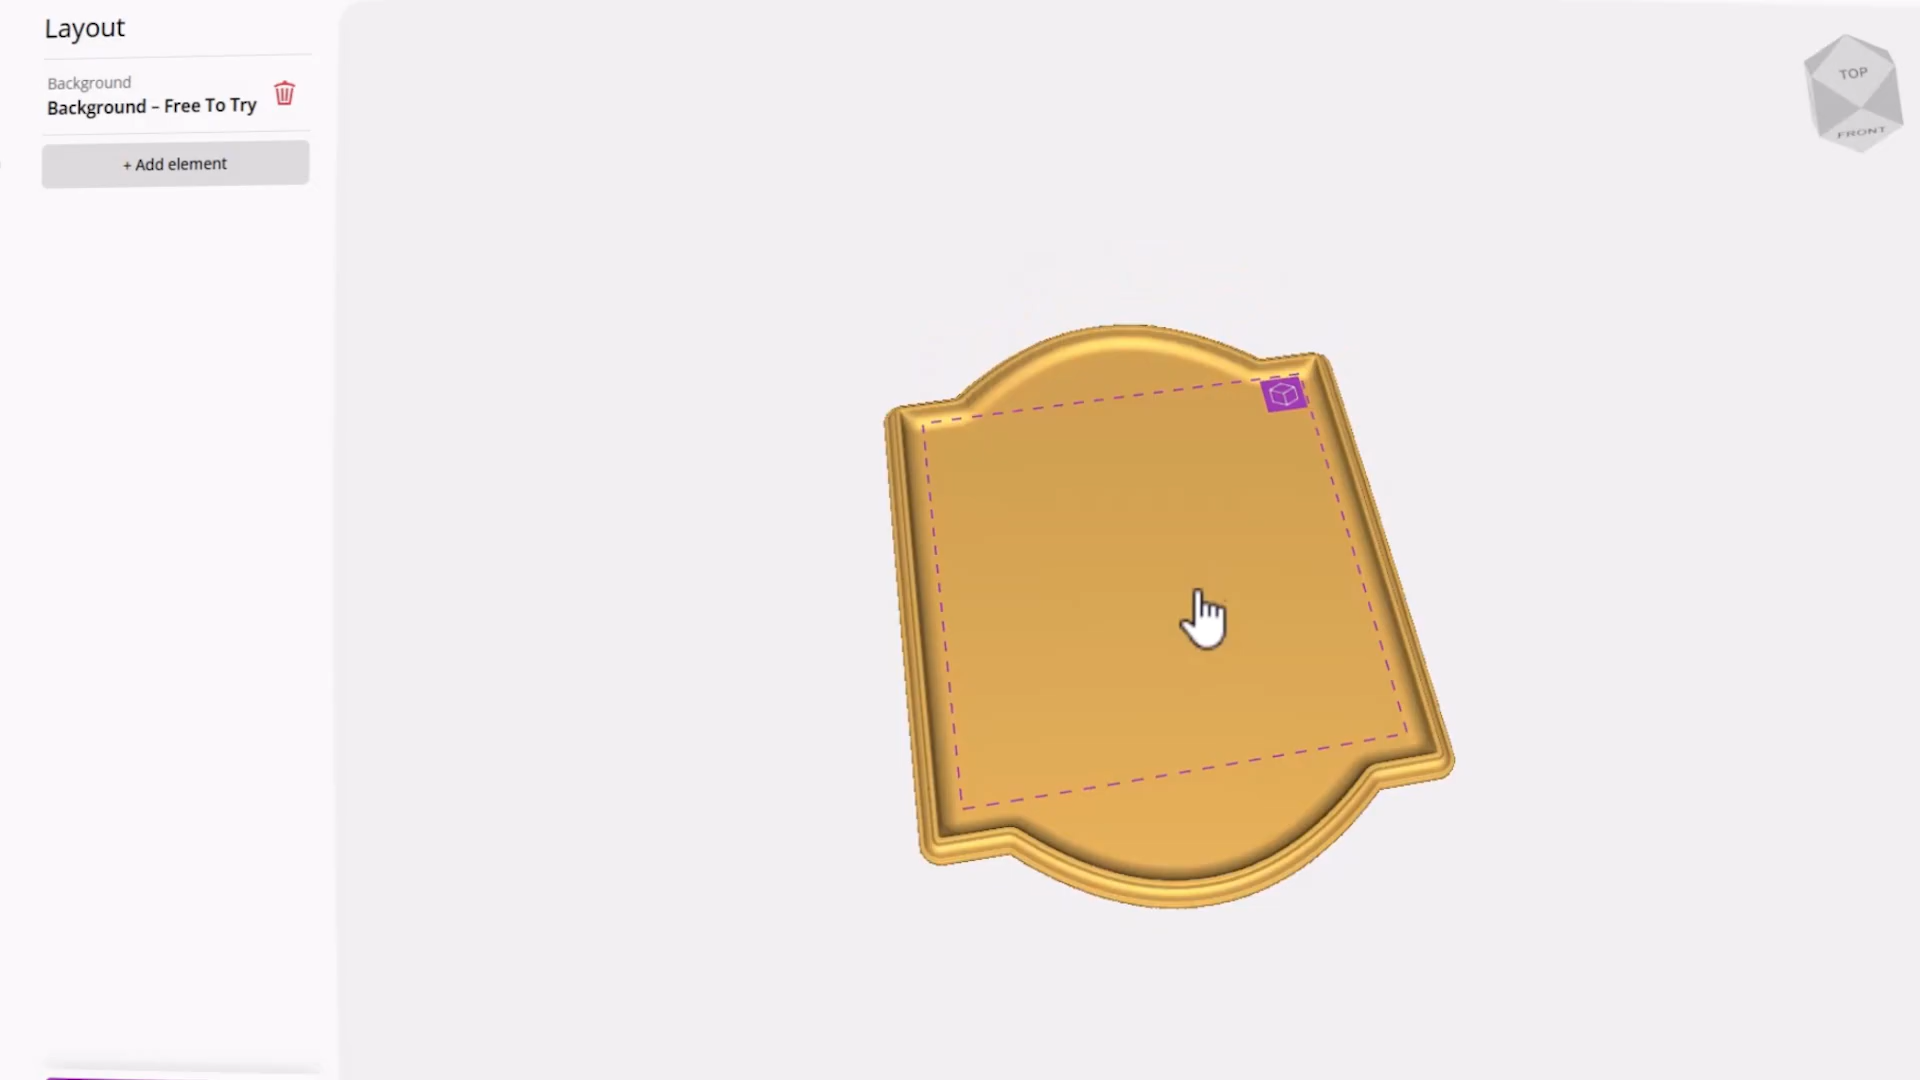 Layout
Background
Background – Free To Try
+ Add element
TOP
FRONT